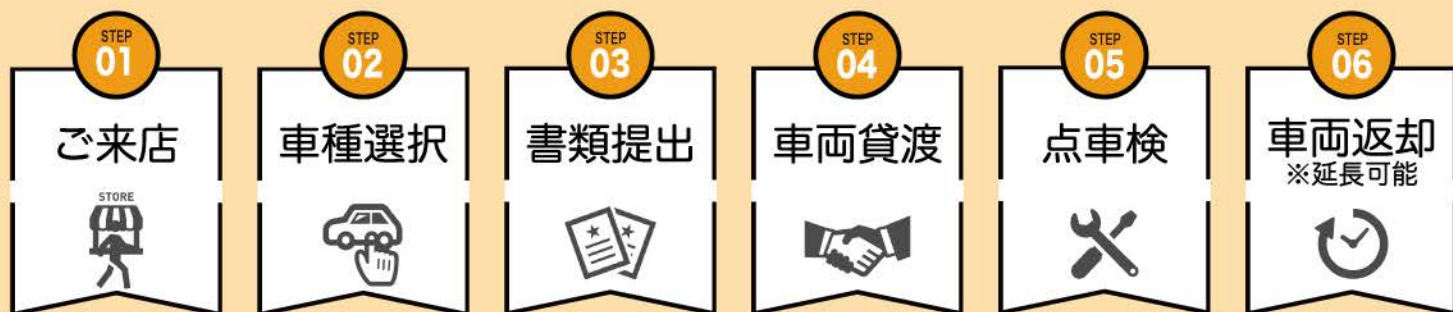 STEP
01
ご来店
STORE
STEP
02
車種選択
STEP
03
書類提出
STEP
04
車両貸渡
STEP
05
点車検
STEP
06
車両返却
※延長可能